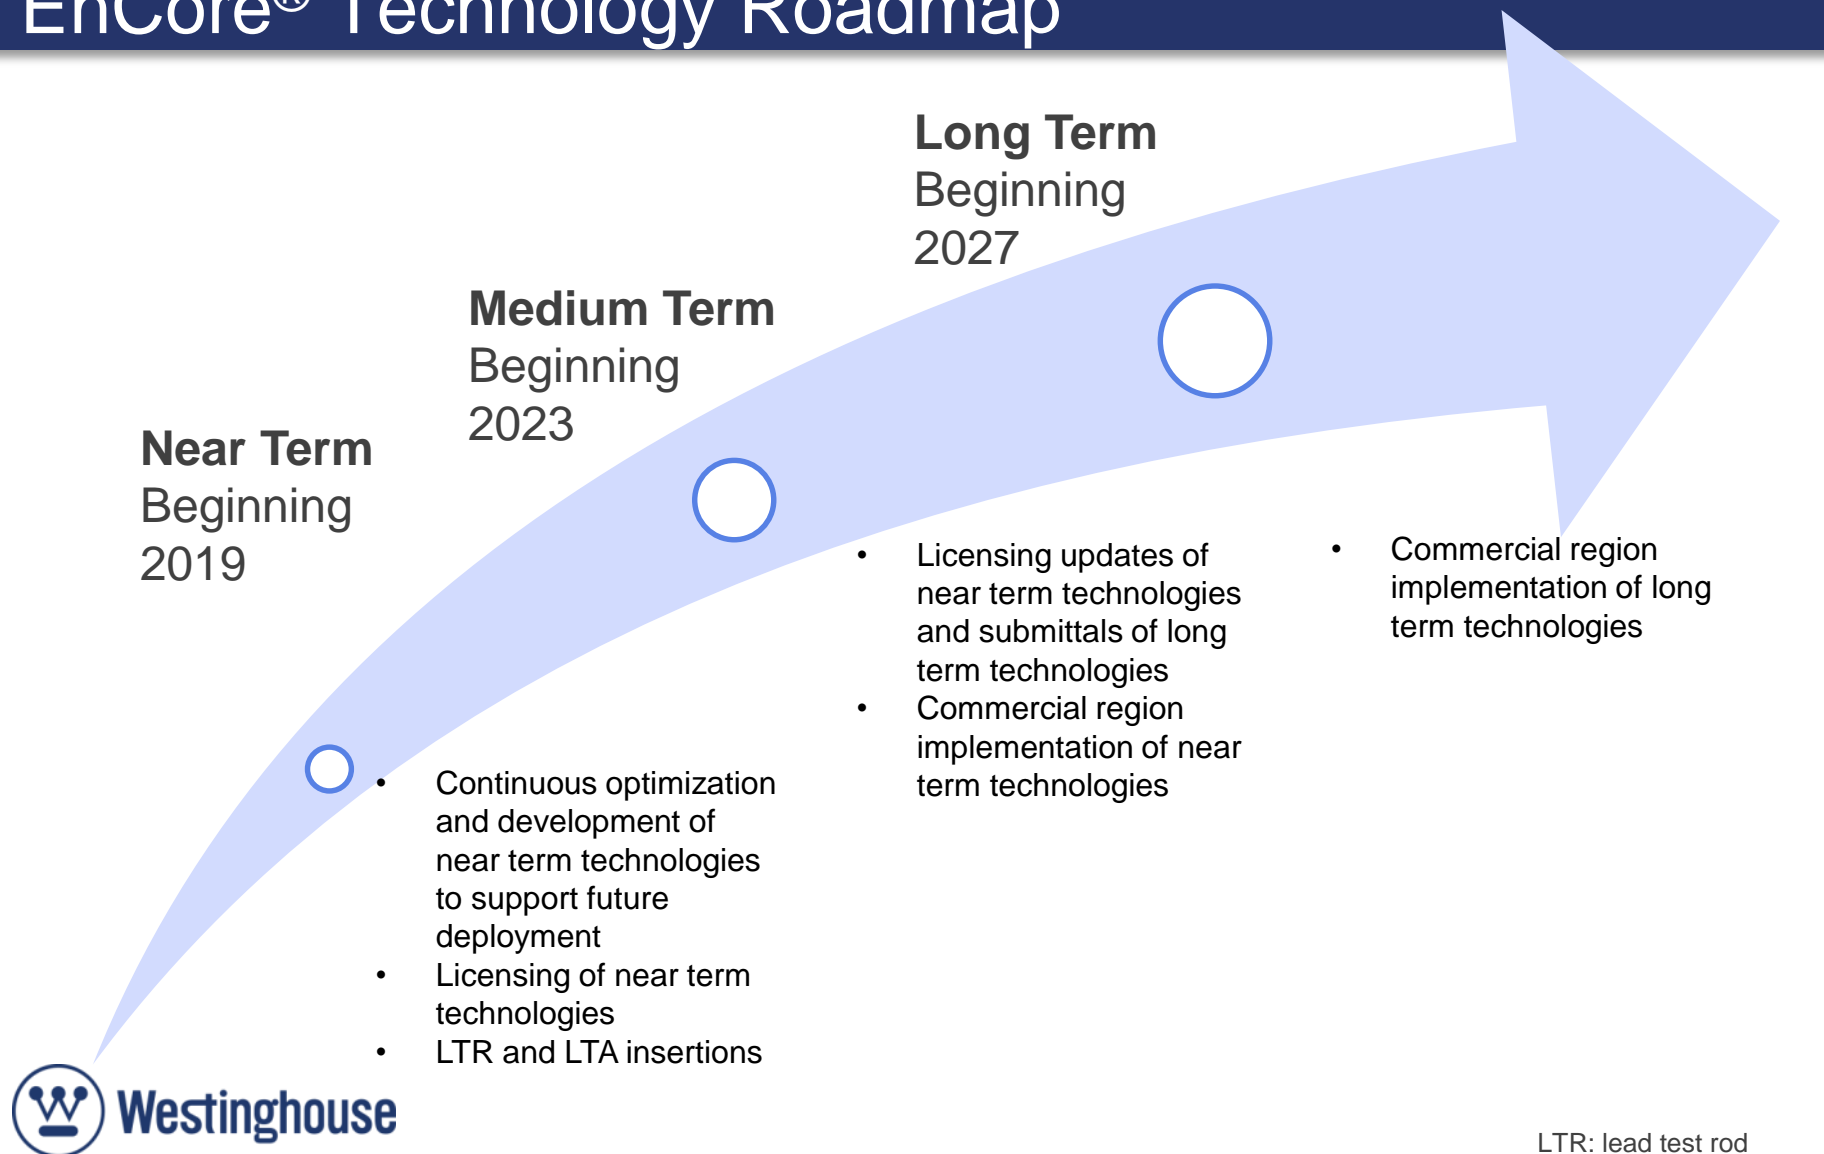 EnCore® Technology Roadmap
Long Term
Beginning
2027
Medium Term
Beginning
2023
Near Term
Beginning
2019
• Continuous optimization
and development of
near term technologies
to support future
deployment
• Licensing of near term
technologies
• LTR and LTA insertions
• Licensing updates of
near term technologies
and submittals of long
term technologies
• Commercial region
implementation of near
term technologies
• Commercial region
implementation of long
term technologies
W Westinghouse
LTR: lead test rod